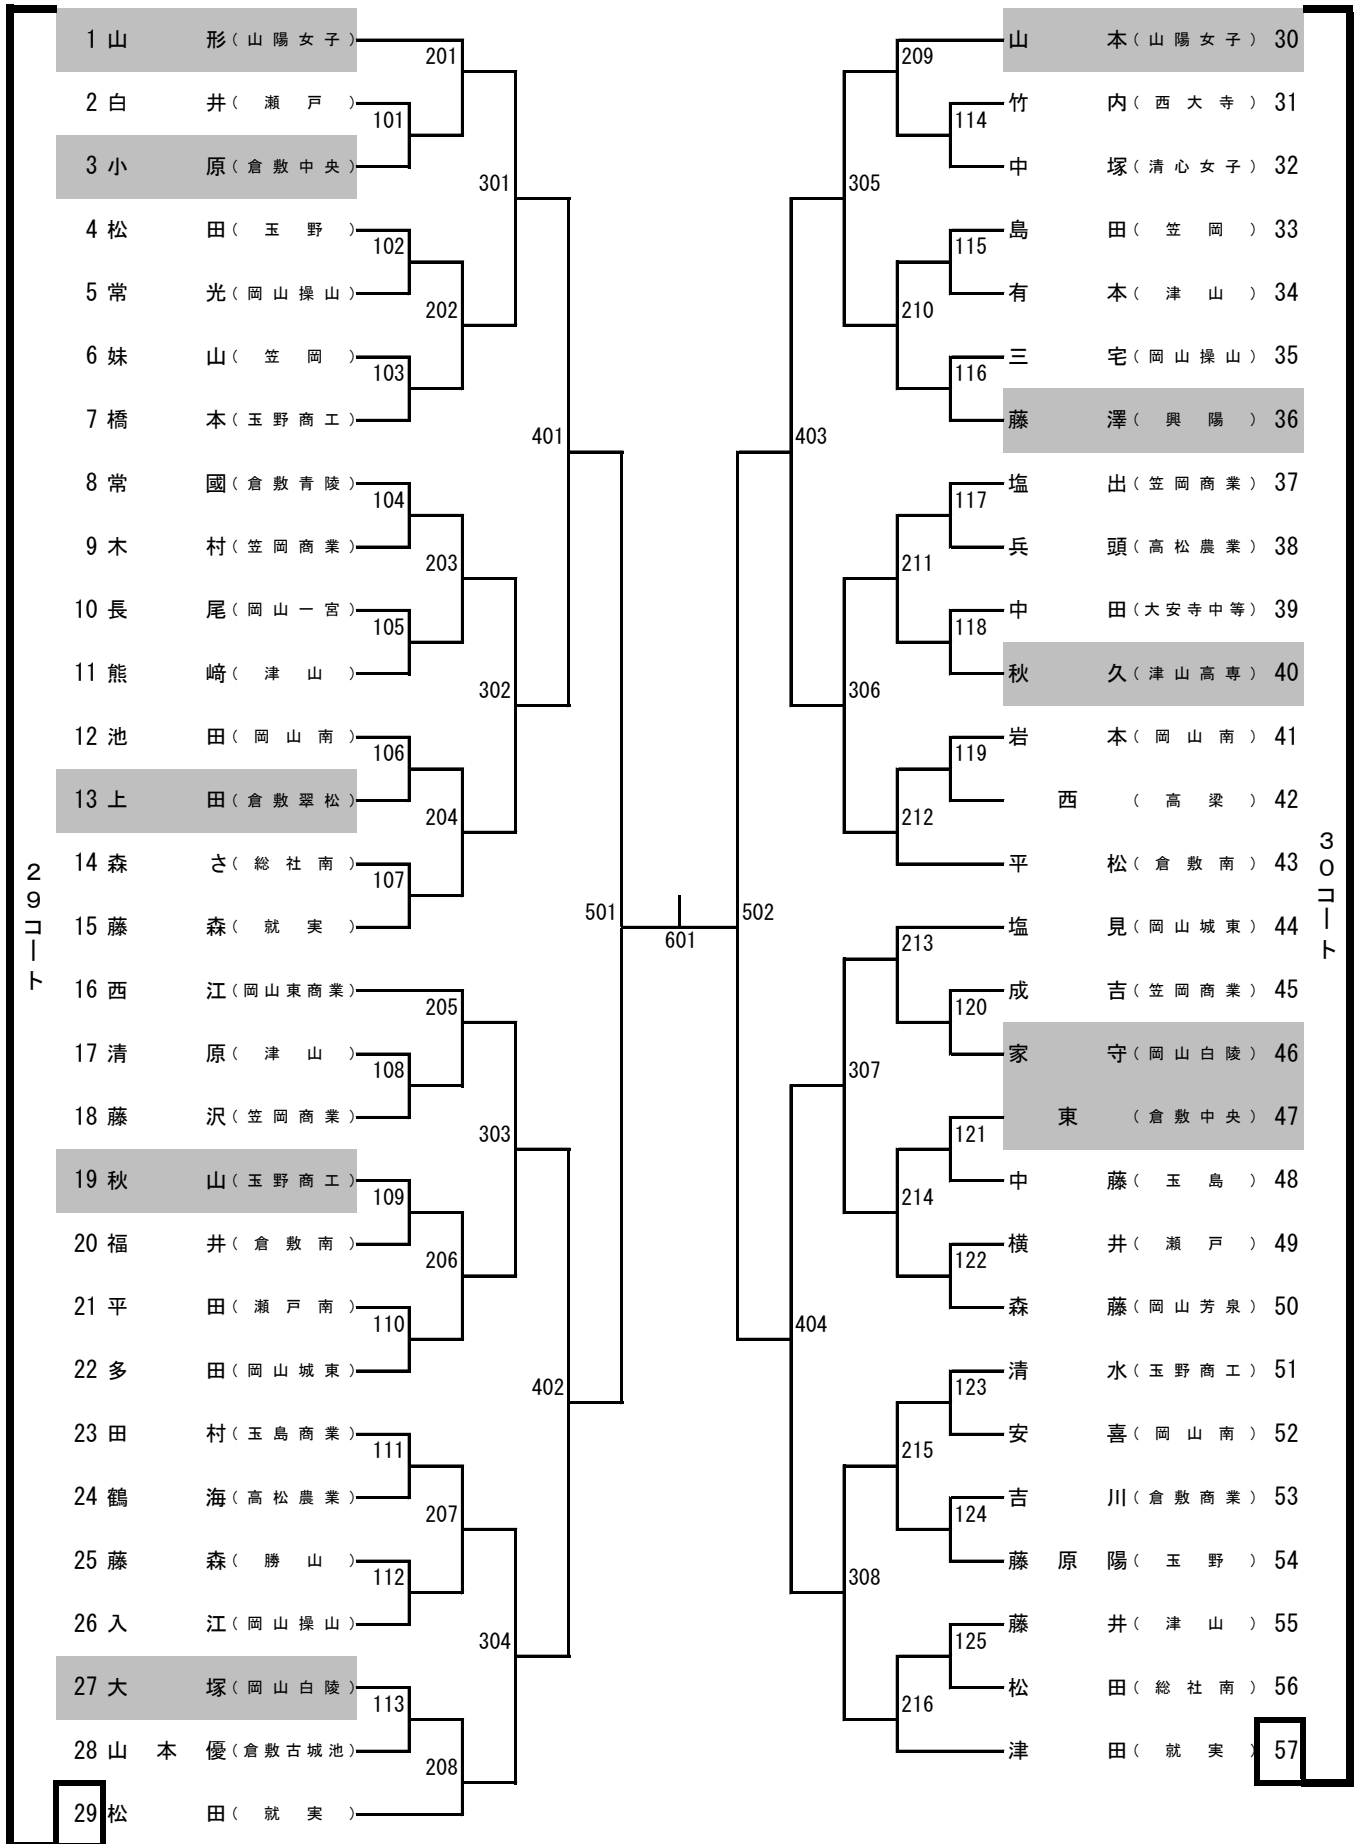 1 山 形 ( 山 陽 女 子 )
201
2 白 井 ( 瀬 戸 )
101
3 小 原 ( 倉 敷 中 央 )
301
4 松 田 ( 玉 野 )
102
5 常 光 ( 岡 山 操 山 )
202
6 妹 山 ( 笠 岡 )
103
7 橋 本 ( 玉 野 商 工 )
401
8 常 國 ( 倉 敷 青 陵 )
104
9 木 村 ( 笠 岡 商 業 )
203
10 長 尾 ( 岡 山 一 宮 )
105
11 熊 﨑 ( 津 山 )
302
12 池 田 ( 岡 山 南 )
106
13 上 田 ( 倉 敷 翠 松 )
204
14 森 さ ( 総 社 南 )
107
15 藤 森 ( 就 実 )
501
16 西 江 ( 岡 山 東 商 業 )
205
17 清 原 ( 津 山 )
108
18 藤 沢 ( 笠 岡 商 業 )
303
19 秋 山 ( 玉 野 商 工 )
109
20 福 井 ( 倉 敷 南 )
206
21 平 田 ( 瀬 戸 南 )
110
22 多 田 ( 岡 山 城 東 )
402
23 田 村 ( 玉 島 商 業 )
111
24 鶴 海 ( 高 松 農 業 )
207
25 藤 森 ( 勝 山 )
112
26 入 江 ( 岡 山 操 山 )
304
27 大 塚 ( 岡 山 白 陵 )
113
28 山 本 優 ( 倉 敷 古 城 池 )
208
29 松 田 ( 就 実 )
29コート
601
山 本 ( 山 陽 女 子 ) 30
209
竹 内 ( 西 大 寺 ) 31
114
中 塚 ( 清 心 女 子 ) 32
305
島 田 ( 笠 岡 ) 33
115
有 本 ( 津 山 ) 34
210
三 宅 ( 岡 山 操 山 ) 35
116
藤 澤 ( 興 陽 ) 36
403
塩 出 ( 笠 岡 商 業 ) 37
117
兵 頭 ( 高 松 農 業 ) 38
211
中 田 ( 大 安 寺 中 等 ) 39
118
秋 久 ( 津 山 高 専 ) 40
306
岩 本 ( 岡 山 南 ) 41
119
西 ( 高 梁 ) 42
212
平 松 ( 倉 敷 南 ) 43
502
塩 見 ( 岡 山 城 東 ) 44
213
成 吉 ( 笠 岡 商 業 ) 45
120
家 守 ( 岡 山 白 陵 ) 46
307
東 ( 倉 敷 中 央 ) 47
121
中 藤 ( 玉 島 ) 48
214
横 井 ( 瀬 戸 ) 49
122
森 藤 ( 岡 山 芳 泉 ) 50
404
清 水 ( 玉 野 商 工 ) 51
123
安 喜 ( 岡 山 南 ) 52
215
吉 川 ( 倉 敷 商 業 ) 53
124
藤 原 陽 ( 玉 野 ) 54
308
藤 井 ( 津 山 ) 55
125
松 田 ( 総 社 南 ) 56
216
津 田 ( 就 実 ) 57
30コート